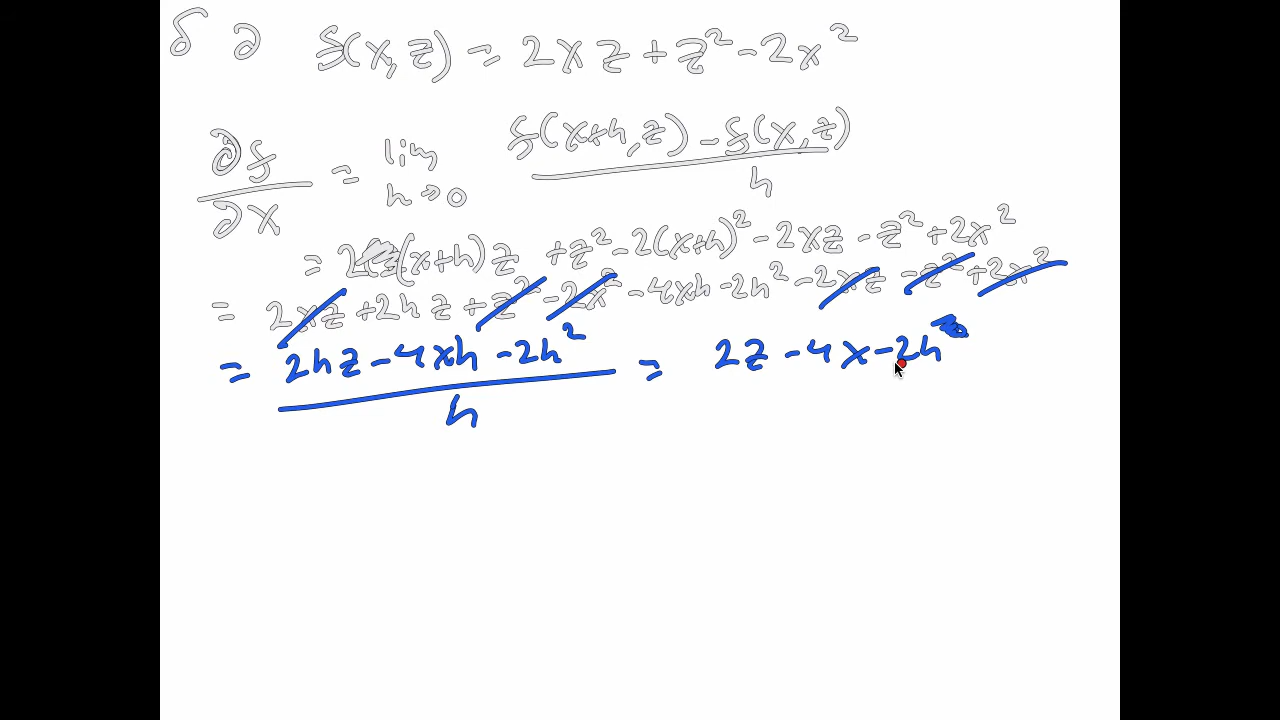 δ ∂ f(x,z) = 2xz + z² - 2x²
∂f/∂x = lim h→0 (f(x+h,z) - f(x,z))/h
= 2(x+h)z + z² - 2(x+h)² - 2xz - z² + 2x²
= 2xz + 2hz + z² - 2x² - 4xh - 2h² - 2xz - z² + 2x²
= (2hz - 4xh - 2h²)/h = 2z - 4x - 2h